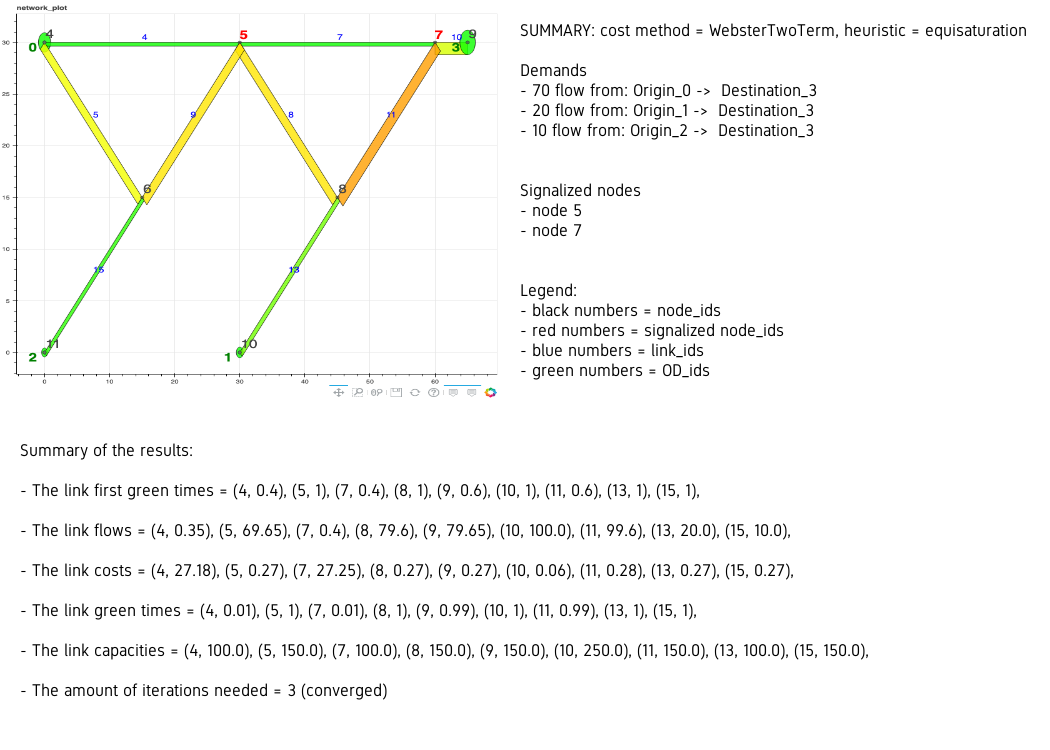 network_plot
4
4
5
7
7
10
9
0
3
30
5
9
8
11
25
20
6
8
15
10
15
13
5
11
10
0
2
1
0
10
20
30
40
50
60
SUMMARY: cost method = WebsterTwoTerm, heuristic = equisaturation
Demands
- 70 flow from: Origin_0 -> Destination_3
- 20 flow from: Origin_1 -> Destination_3
- 10 flow from: Origin_2 -> Destination_3
Signalized nodes
- node 5
- node 7
Legend:
- black numbers = node_ids
- red numbers = signalized node_ids
- blue numbers = link_ids
- green numbers = OD_ids
Summary of the results:
- The link first green times = (4, 0.4), (5, 1), (7, 0.4), (8, 1), (9, 0.6), (10, 1), (11, 0.6), (13, 1), (15, 1),
- The link flows = (4, 0.35), (5, 69.65), (7, 0.4), (8, 79.6), (9, 79.65), (10, 100.0), (11, 99.6), (13, 20.0), (15, 10.0),
- The link costs = (4, 27.18), (5, 0.27), (7, 27.25), (8, 0.27), (9, 0.27), (10, 0.06), (11, 0.28), (13, 0.27), (15, 0.27),
- The link green times = (4, 0.01), (5, 1), (7, 0.01), (8, 1), (9, 0.99), (10, 1), (11, 0.99), (13, 1), (15, 1),
- The link capacities = (4, 100.0), (5, 150.0), (7, 100.0), (8, 150.0), (9, 150.0), (10, 250.0), (11, 150.0), (13, 100.0), (15, 150.0),
- The amount of iterations needed = 3 (converged)